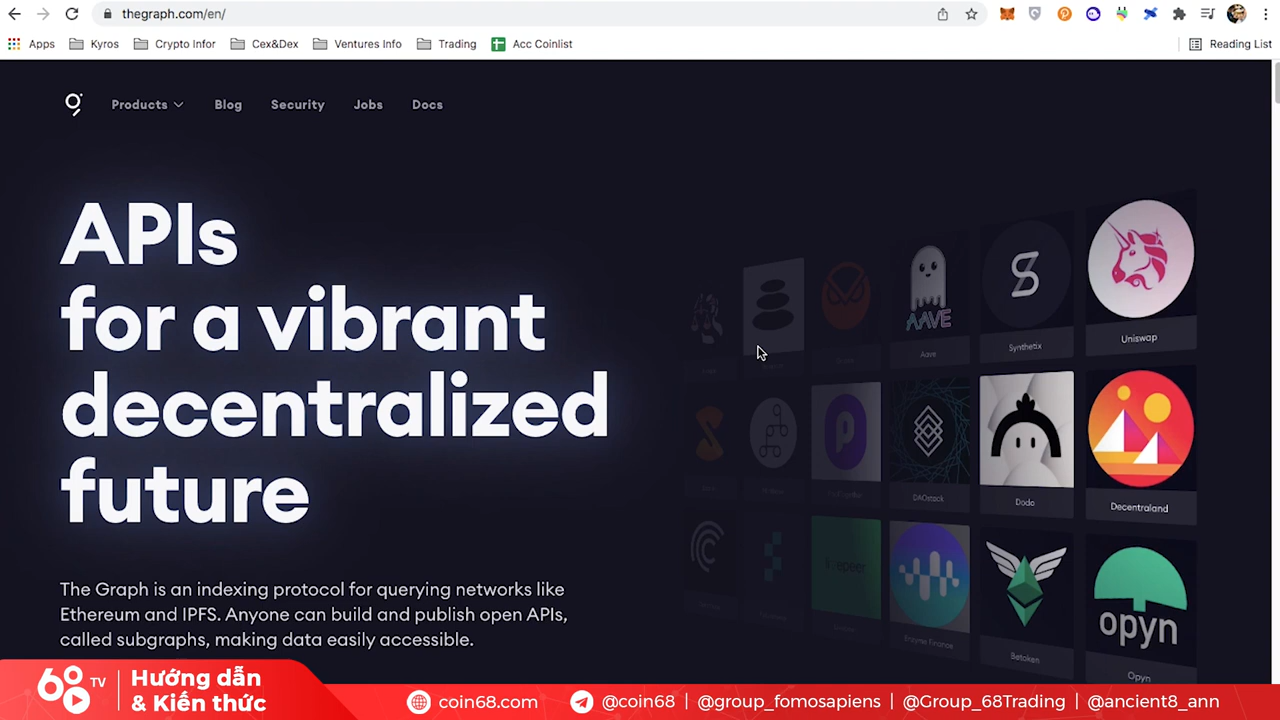 thegraph.com/en/
Apps Kyros Crypto Infor Cex&Dex Ventures Info Trading Acc Coinlist Reading List
Products Blog Security Jobs Docs
APIs
for a vibrant
decentralized
future
The Graph is an indexing protocol for querying networks like
Ethereum and IPFS. Anyone can build and publish open APIs,
called subgraphs, making data easily accessible.
AAVE
Aave
Synthetix
Uniswap
DAOstack
Dodo
Decentraland
Enzyme Finance
Betoken
opyn
Opyn
68 TV
Hướng dẫn
& Kiến thức
coin68.com @coin68 | @group_fomosapiens | @Group_68Trading | @ancient8_ann